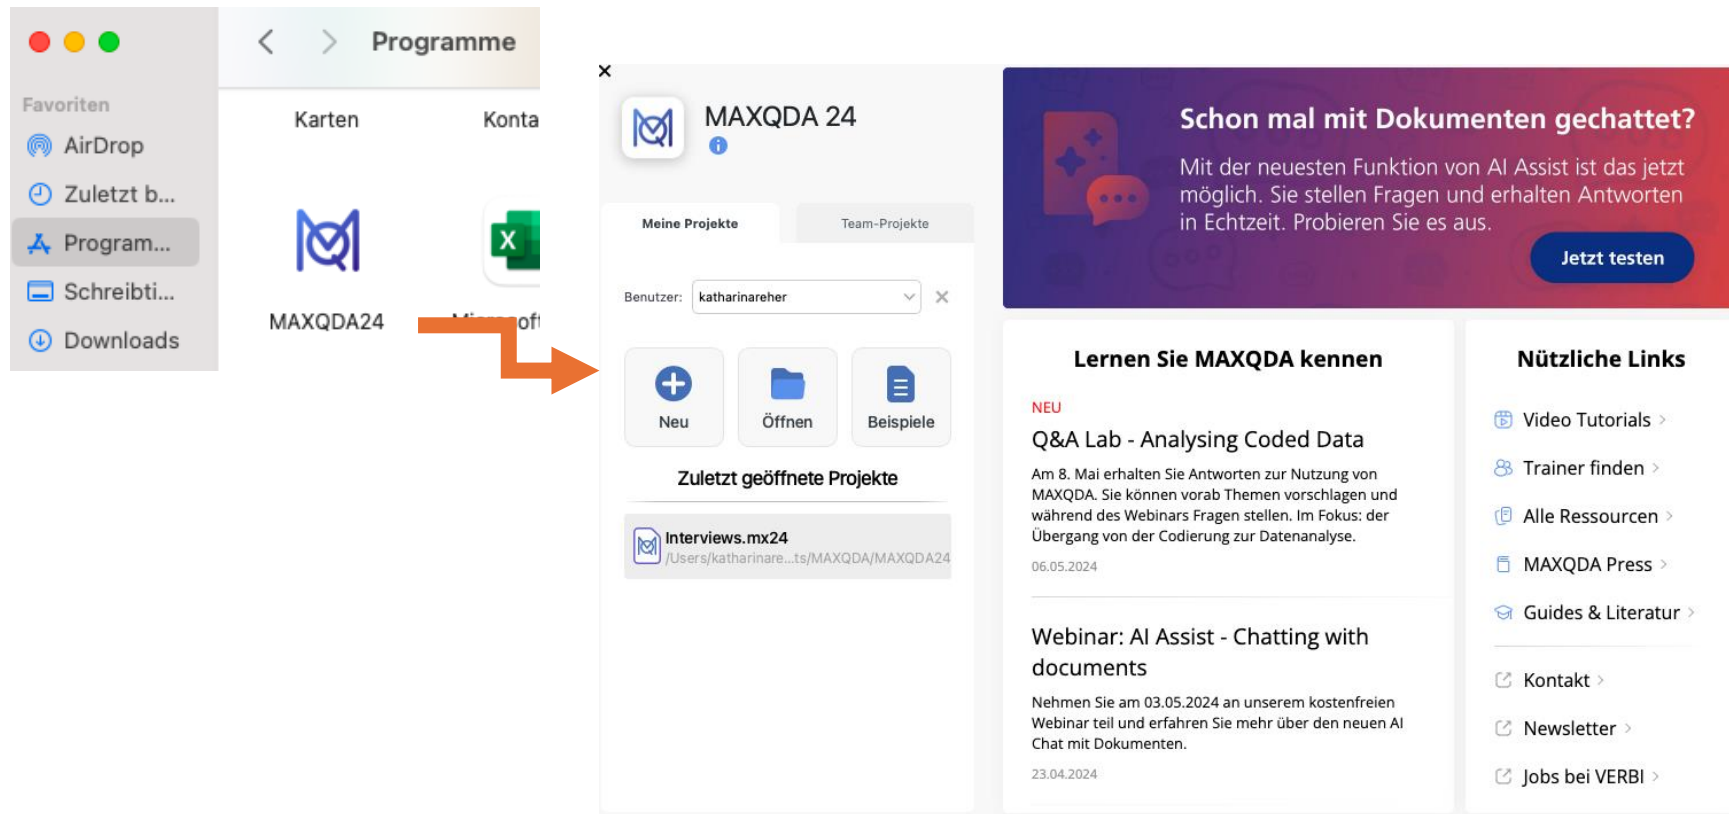 Programme
Favoriten
AirDrop
Zuletzt b...
Program...
Schreibti...
Downloads
Karten
Konta
MAXQDA24
MAXQDA 24
Meine Projekte
Team-Projekte
Benutzer:
katharinareher
Neu
Öffnen
Beispiele
Zuletzt geöffnete Projekte
Interviews.mx24
/Users/katharinare...ts/MAXQDA/MAXQDA24
Schon mal mit Dokumenten gechattet?
Mit der neuesten Funktion von AI Assist ist das jetzt
möglich. Sie stellen Fragen und erhalten Antworten
in Echtzeit. Probieren Sie es aus.
Jetzt testen
Lernen Sie MAXQDA kennen
NEU
Q&A Lab - Analysing Coded Data
Am 8. Mai erhalten Sie Antworten zur Nutzung von
MAXQDA. Sie können vorab Themen vorschlagen und
während des Webinars Fragen stellen. Im Fokus: der
Übergang von der Codierung zur Datenanalyse.
06.05.2024
Webinar: AI Assist - Chatting with
documents
Nehmen Sie am 03.05.2024 an unserem kostenfreien
Webinar teil und erfahren Sie mehr über den neuen AI
Chat mit Dokumenten.
23.04.2024
Nützliche Links
Video Tutorials
Trainer finden
Alle Ressourcen
MAXQDA Press
Guides & Literatur
Kontakt
Newsletter
Jobs bei VERBI